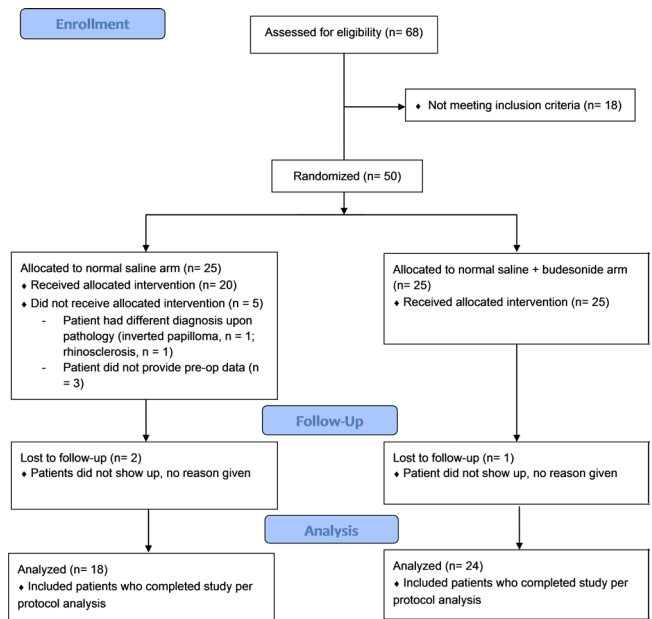 Enrollment
Assessed for eligibility (n= 68)
♦ Not meeting inclusion criteria (n= 18)
Randomized (n= 50)
Allocated to normal saline arm (n= 25)
♦ Received allocated intervention (n= 20)
♦ Did not receive allocated intervention (n = 5)
- Patient had different diagnosis upon
pathology (inverted papilloma, n = 1;
rhinosclerosis, n = 1)
- Patient did not provide pre-op data (n
= 3)
Allocated to normal saline + budesonide arm
(n= 25)
♦ Received allocated intervention (n= 25)
Follow-Up
Lost to follow-up (n= 2)
♦ Patients did not show up, no reason given
Lost to follow-up (n= 1)
♦ Patient did not show up, no reason given
Analysis
Analyzed (n= 18)
♦ Included patients who completed study per
protocol analysis
Analyzed (n= 24)
♦ Included patients who completed study per
protocol analysis